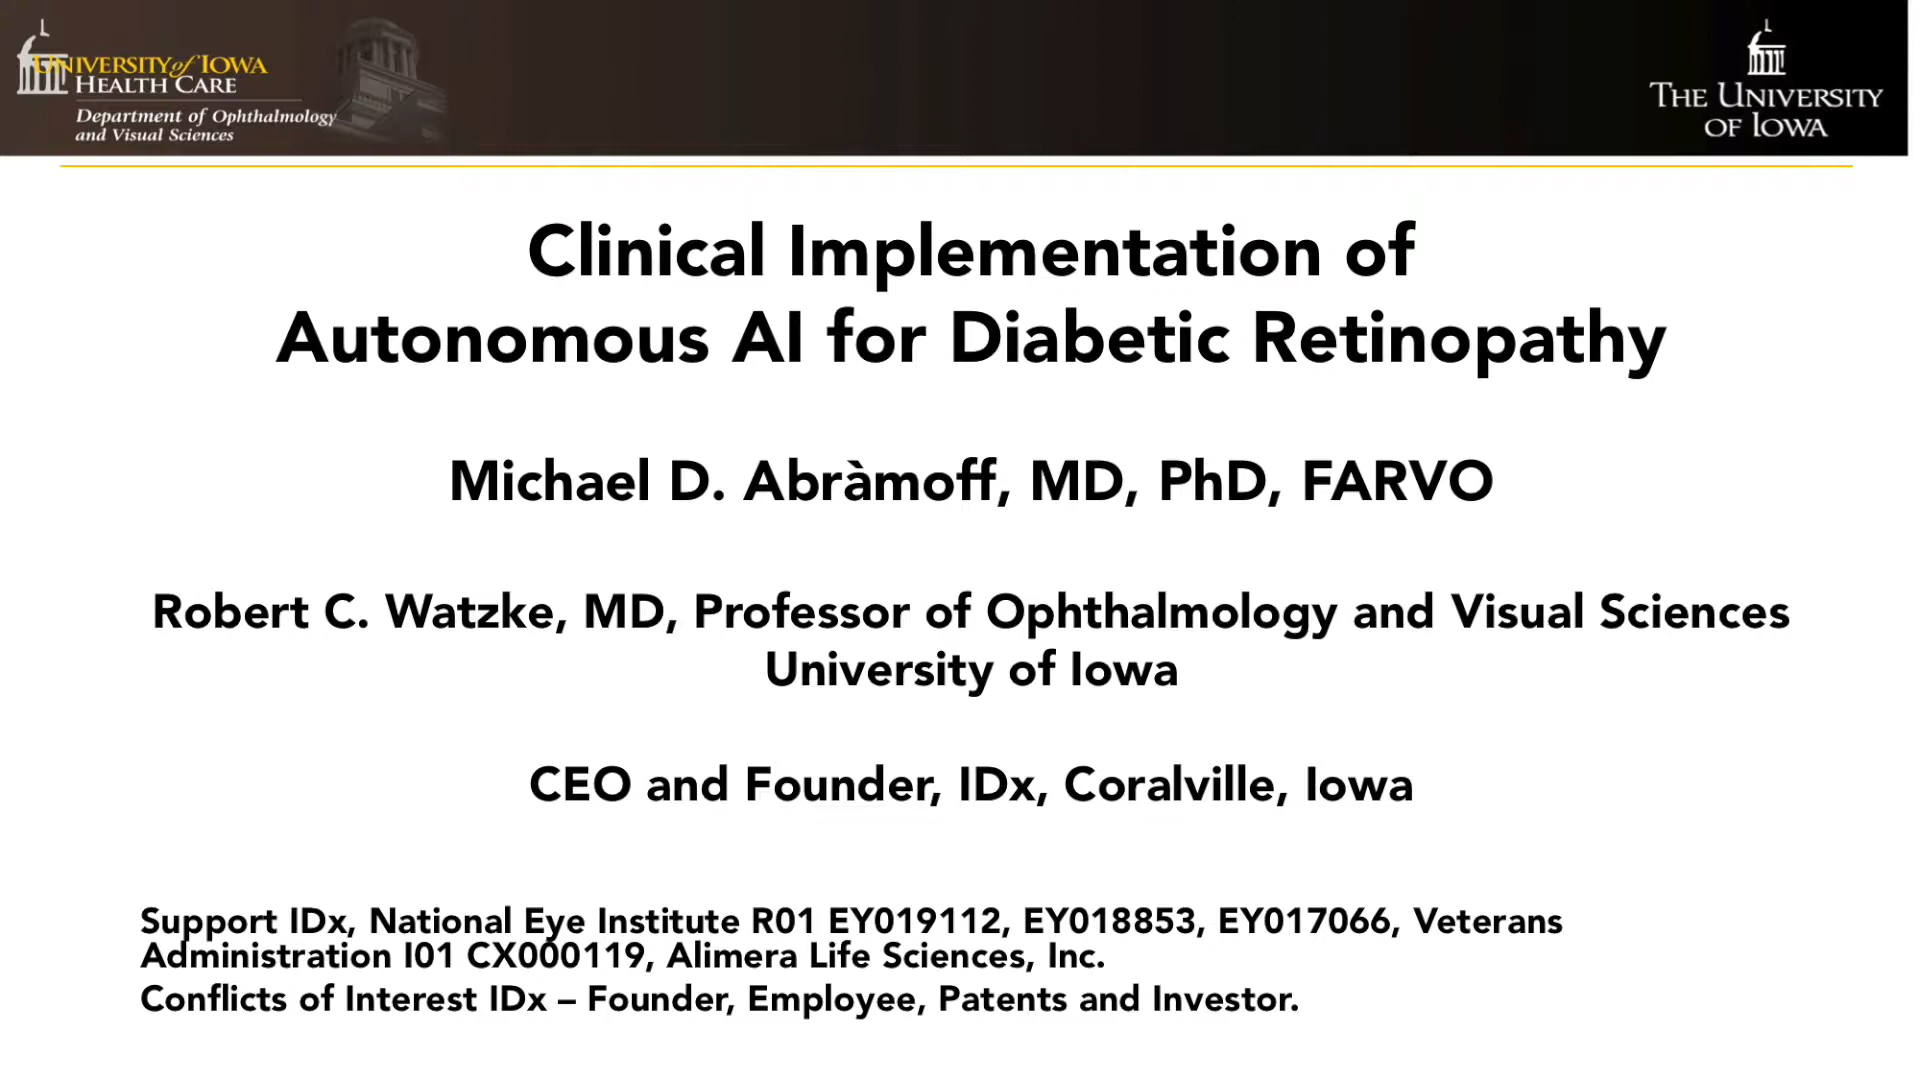 UNIVERSITY of IOWA
HEALTH CARE
Department of Ophthalmology
and Visual Sciences
THE UNIVERSITY
OF IOWA
Clinical Implementation of
Autonomous AI for Diabetic Retinopathy
Michael D. Abràmoff, MD, PhD, FARVO
Robert C. Watzke, MD, Professor of Ophthalmology and Visual Sciences
University of Iowa
CEO and Founder, IDx, Coralville, Iowa
Support IDx, National Eye Institute R01 EY019112, EY018853, EY017066, Veterans
Administration I01 CX000119, Alimera Life Sciences, Inc.
Conflicts of Interest IDx – Founder, Employee, Patents and Investor.